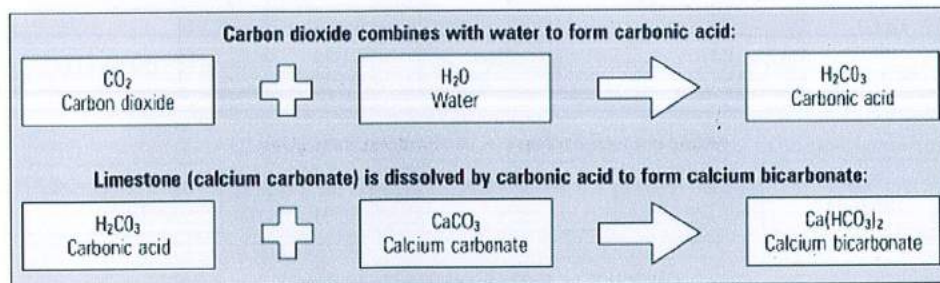 Carbon dioxide combines with water to form carbonic acid:
CO₂
Carbon dioxide
H₂O
Water
H₂CO₃
Carbonic acid
Limestone (calcium carbonate) is dissolved by carbonic acid to form calcium bicarbonate:
H₂CO₃
Carbonic acid
CaCO₃
Calcium carbonate
Ca(HCO₃)₂
Calcium bicarbonate